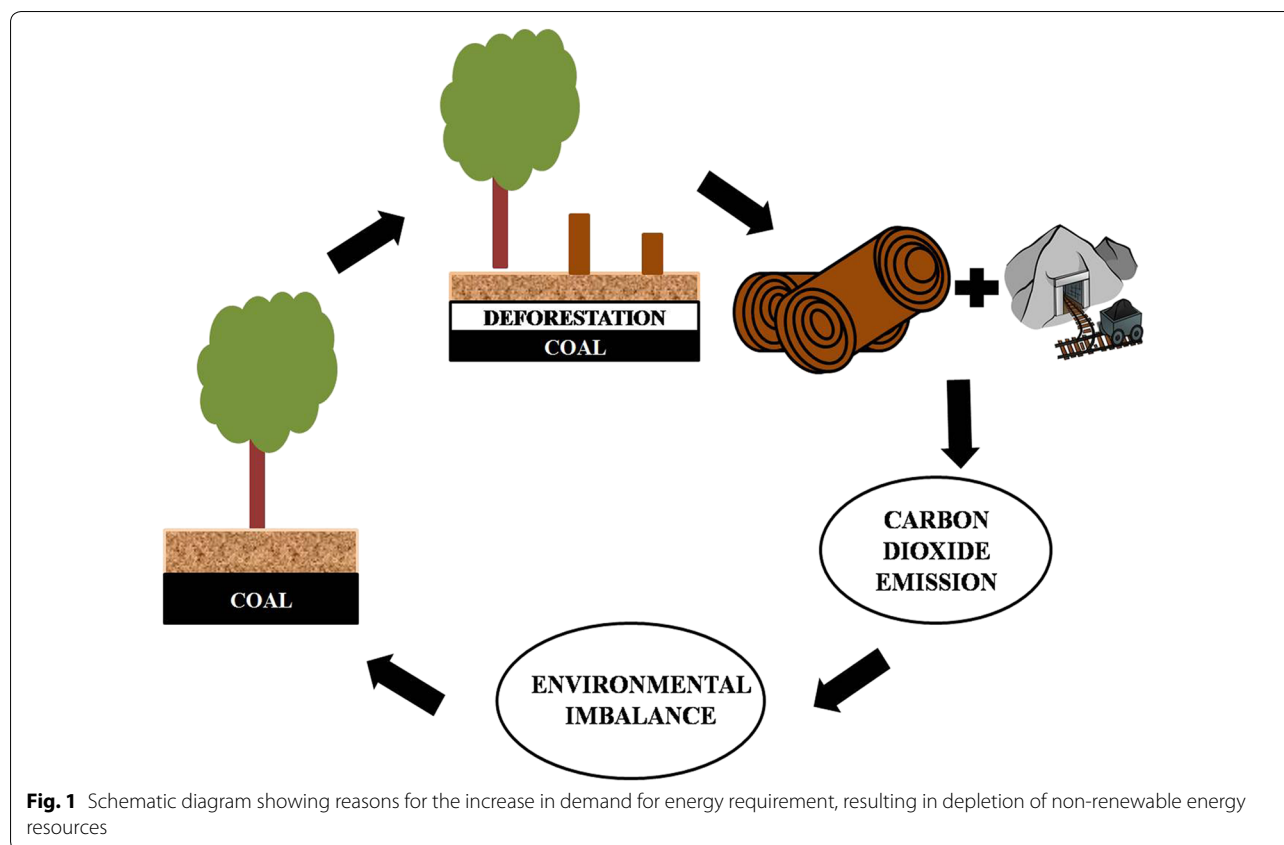 DEFORESTATION
COAL
COAL
CARBON
DIOXIDE
EMISSION
ENVIRONMENTAL
IMBALANCE
Fig. 1 Schematic diagram showing reasons for the increase in demand for energy requirement, resulting in depletion of non-renewable energy
resources